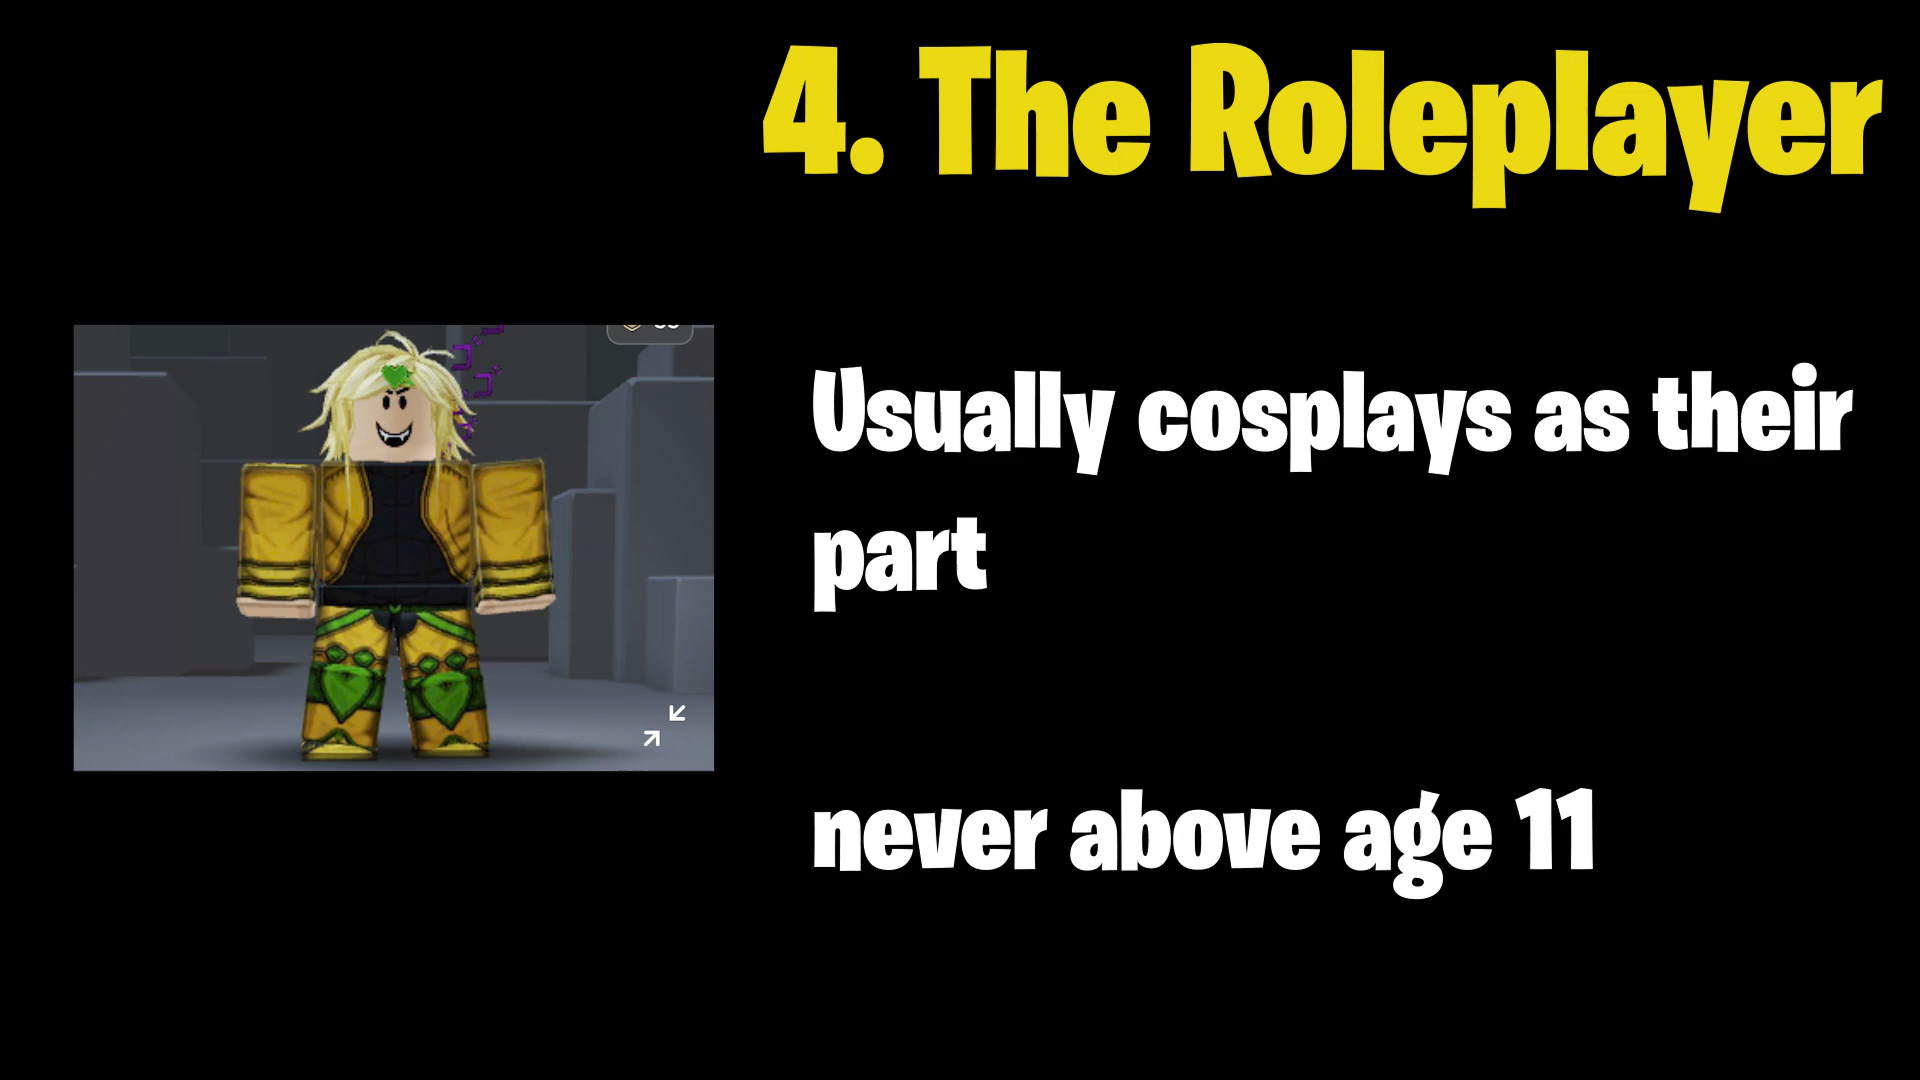 4. The Roleplayer
Usually cosplays as their
part
never above age 11